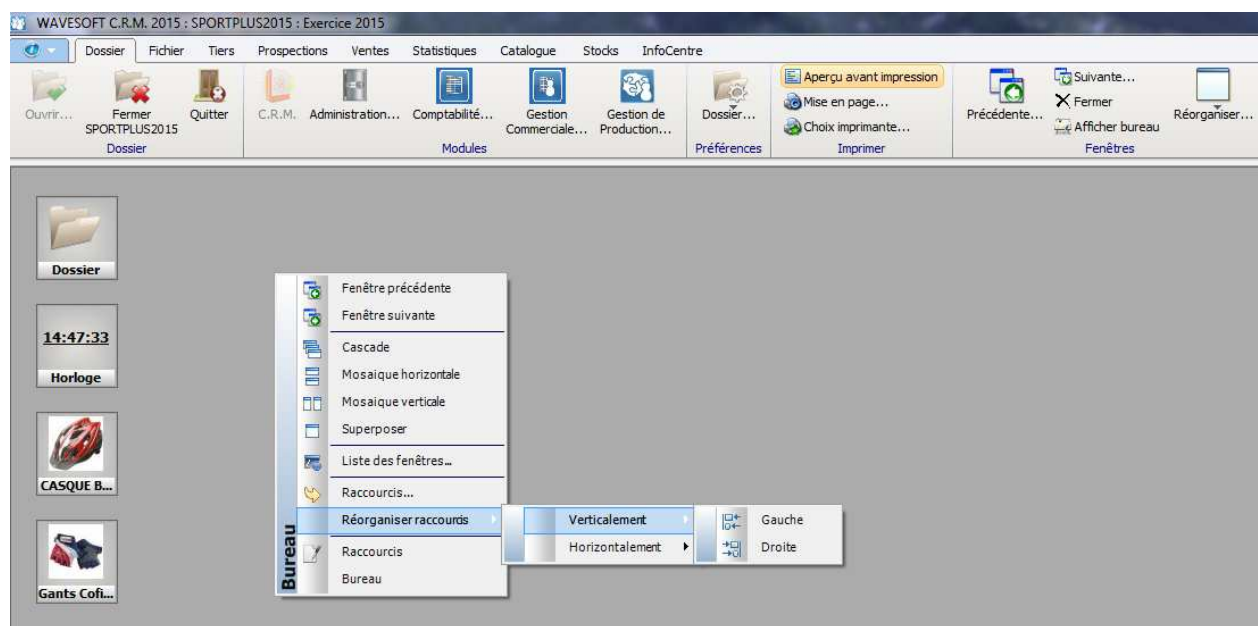 WAVESOFT C.R.M. 2015 : SPORTPLUS2015 : Exercice 2015
Dossier Fichier Tiers Prospections Ventes Statistiques Catalogue Stocks InfoCentre
Ouvrir... Fermer SPORTPLUS2015 Quitter
Dossier
C.R.M. Administration... Comptabilité... Gestion Commerciale... Gestion de Production...
Modules
Dossier...
Préférences
Aperçu avant impression
Mise en page...
Choix imprimante...
Imprimer
Précédente...
Suivante...
Fermer
Afficher bureau
Réorganiser...
Fenêtres
Dossier
14:47:33
Horloge
CASQUE B...
Gants Cofi...
Bureau
Fenêtre précédente
Fenêtre suivante
Cascade
Mosaique horizontale
Mosaique verticale
Superposer
Liste des fenêtres...
Raccourcis...
Réorganiser raccourcis
Raccourcis
Bureau
Verticalement
Horizontalement
Gauche
Droite